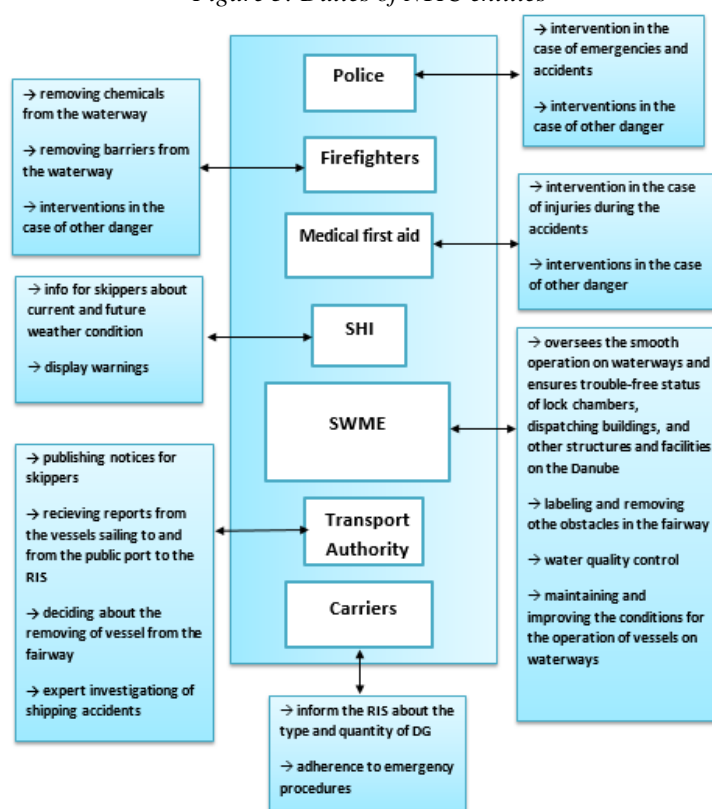 Figure Duties of entities
Police
→ intervention in the
case of emergencies and
accidents
→ interventions in the
case of other danger
→ removing chemicals
from the waterway
→ removing barriers from
the waterway
→ interventions in the
case of other danger
Firefighters
Medical first aid
→ intervention in the case
of injuries during the
accidents
→ interventions in the case
of other danger
→ info for skippers about
current and future
weather condition
→ display warnings
SHI
SWME
→ oversees the smooth
operation on waterways and
ensures trouble-free status
of lock chambers,
dispatching buildings, and
other structures and facilities
on the Danube
→ labeling and removing
othe obstacles in the fairway
→ water quality control
→ maintaining and
improving the conditions for
the operation of vessels on
waterways
→ publishing notices for
skippers
→ recieving reports from
the vessels sailing to and
from the public port to the
RIS
→ deciding about the
removing of vessel from the
fairway
→ expert investigationg of
shipping accidents
Transport
Authority
Carriers
→ inform the RIS about the
type and quantity of DG
→ adherence to emergency
procedures